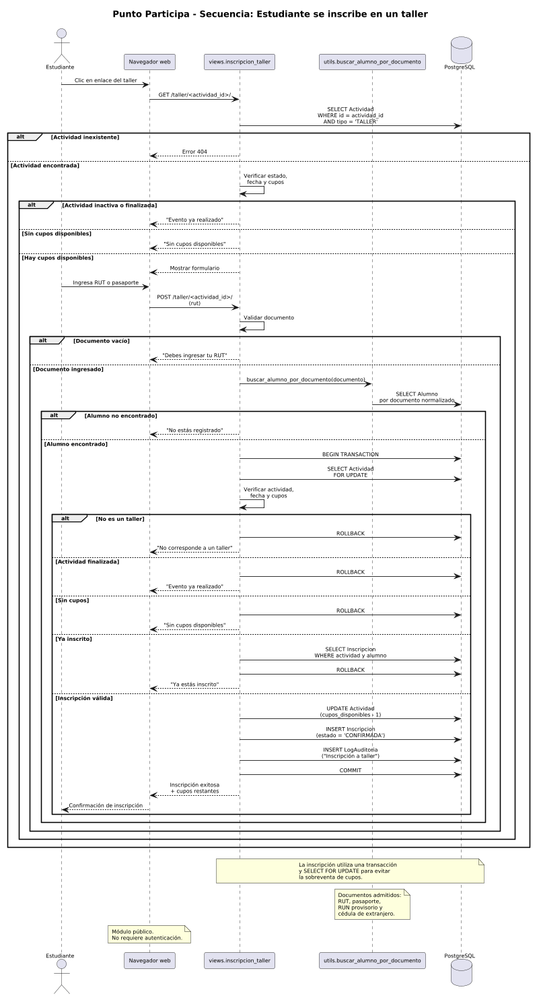 Punto Participa - Secuencia: Estudiante se inscribe en un taller
Estudiante
Navegador web
views.inscripcion_taller
utils.buscar_alumno_por_documento
PostgreSQL
Clic en enlace del taller
GET /taller/<actividad_id>/
SELECT Actividad
WHERE id = actividad_id
AND tipo = 'TALLER'
alt
[Actividad inexistente]
Error 404
[Actividad encontrada]
Verificar estado,
fecha y cupos
alt
[Actividad inactiva o finalizada]
"Evento ya realizado"
[Sin cupos disponibles]
"Sin cupos disponibles"
[Hay cupos disponibles]
Mostrar formulario
Ingresa RUT o pasaporte
POST /taller/<actividad_id>/
(rut)
Validar documento
alt
[Documento vacío]
"Debes ingresar tu RUT"
[Documento ingresado]
buscar_alumno_por_documento(documento)
SELECT Alumno
por documento normalizado
alt
[Alumno no encontrado]
"No estás registrado"
[Alumno encontrado]
BEGIN TRANSACTION
SELECT Actividad
FOR UPDATE
Verificar actividad,
fecha y cupos
alt
[No es un taller]
ROLLBACK
"No corresponde a un taller"
[Actividad finalizada]
ROLLBACK
"Evento ya realizado"
[Sin cupos]
ROLLBACK
"Sin cupos disponibles"
[Ya inscrito]
SELECT Inscripcion
WHERE actividad y alumno
ROLLBACK
"Ya estás inscrito"
[Inscripción válida]
UPDATE Actividad
(cupos_disponibles - 1)
INSERT Inscripcion
(estado = 'CONFIRMADA')
INSERT LogAuditoria
("Inscripción a taller")
COMMIT
Inscripción exitosa
+ cupos restantes
Confirmación de inscripción
La inscripción utiliza una transacción
y SELECT FOR UPDATE para evitar
la sobreventa de cupos.
Documentos admitidos:
RUT, pasaporte,
RUN provisorio y
cédula de extranjero.
Módulo público.
No requiere autenticación.
Estudiante
Navegador web
views.inscripcion_taller
utils.buscar_alumno_por_documento
PostgreSQL